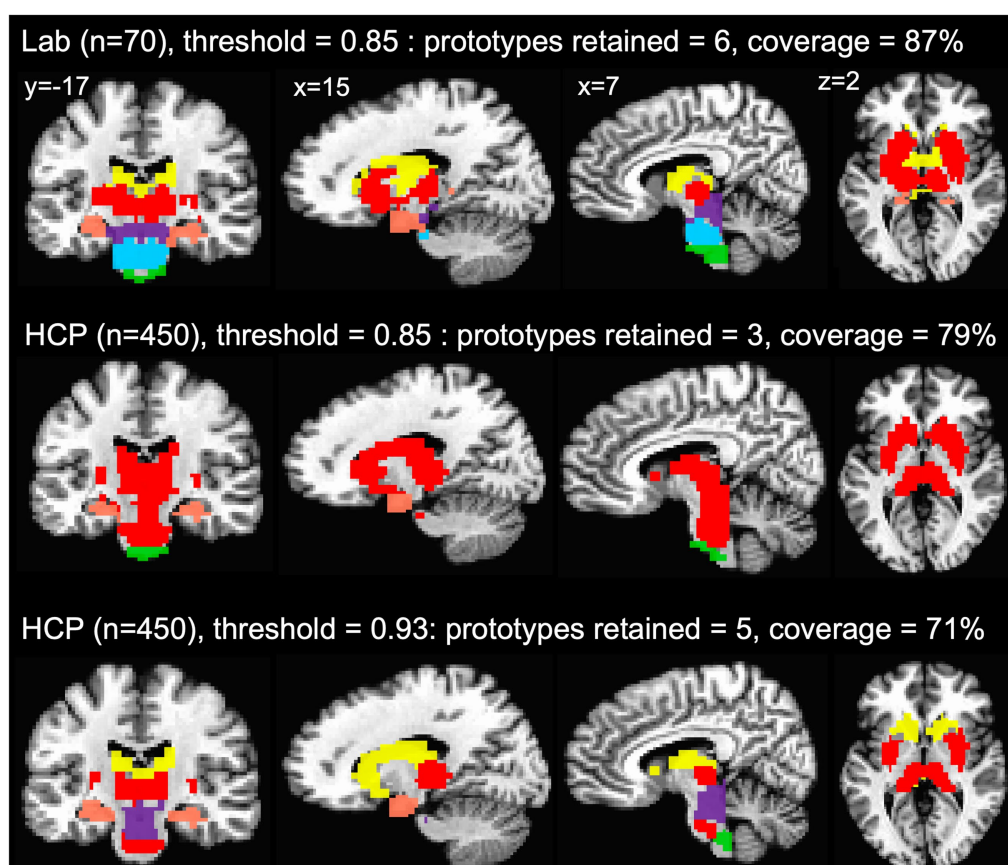 Lab (n=70), threshold = 0.85 : prototypes retained = 6, coverage = 87%
y=-17 x=15 x=7 z=2
HCP (n=450), threshold = 0.85 : prototypes retained = 3, coverage = 79%
HCP (n=450), threshold = 0.93: prototypes retained = 5, coverage = 71%